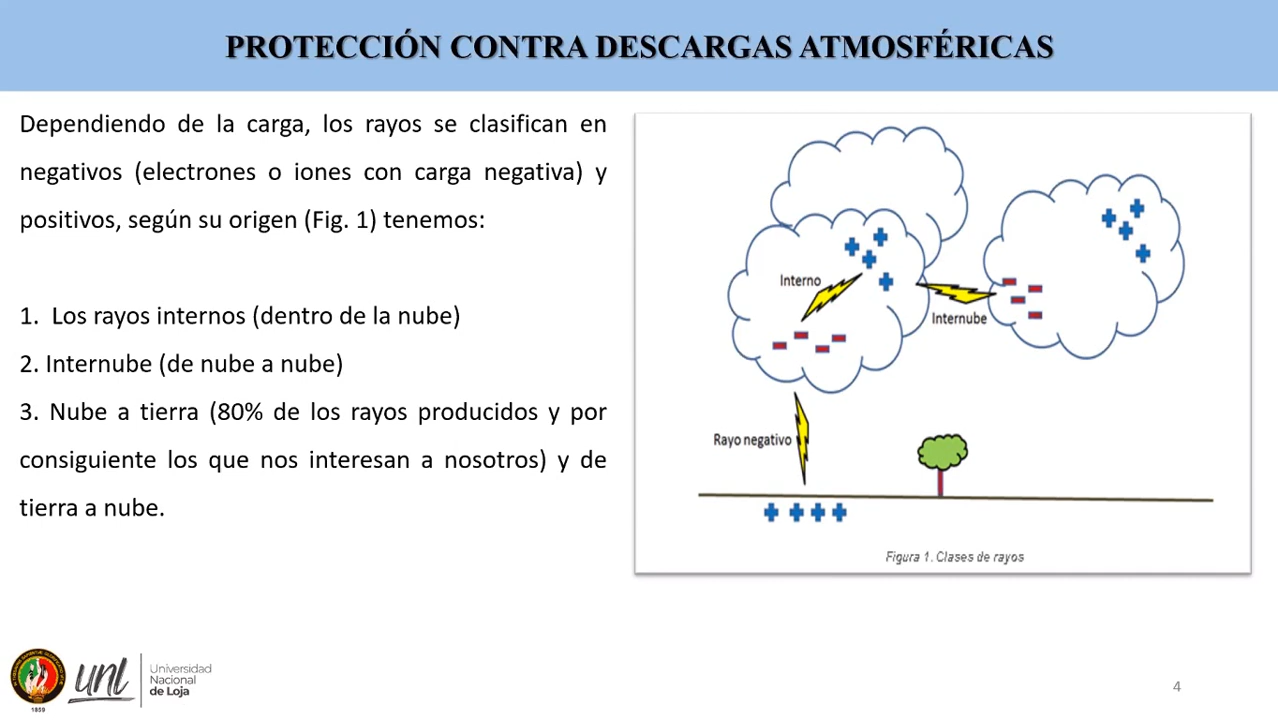 PROTECCIÓN CONTRA DESCARGAS ATMOSFÉRICAS
Dependiendo de la carga, los rayos se clasifican en
negativos (electrones o iones con carga negativa) y
positivos, según su origen (Fig. 1) tenemos:
1. Los rayos internos (dentro de la nube)
2. Internube (de nube a nube)
3. Nube a tierra (80% de los rayos producidos y por
consiguiente los que nos interesan a nosotros) y de
tierra a nube.
Interno
Internube
Rayo negativo
Figura 1. Clases de rayos
1859
unl
Universidad
Nacional
de Loja
4